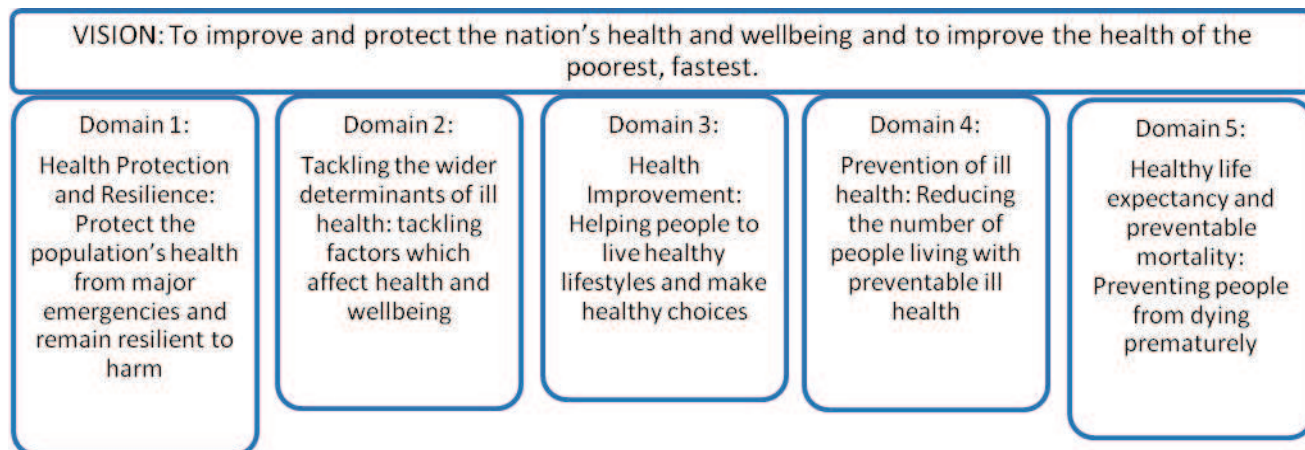 VISION: To improve and protect the nation’s health and wellbeing and to improve the health of the
poorest, fastest.
Domain 1:
Health Protection
and Resilience:
Protect the
population’s health
from major
emergencies and
remain resilient to
harm
Domain 2:
Tackling the wider
determinants of ill
health: tackling
factors which
affect health and
wellbeing
Domain 3:
Health
Improvement:
Helping people to
live healthy
lifestyles and make
healthy choices
Domain 4:
Prevention of ill
health: Reducing
the number of
people living with
preventable ill
health
Domain 5:
Healthy life
expectancy and
preventable
mortality:
Preventing people
from dying
prematurely